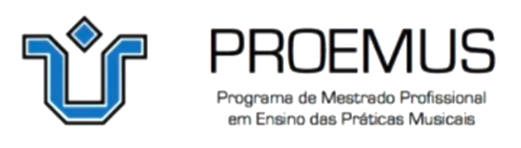 PROEMUS
Programa de Mestrado Profissional
em Ensino das Práticas Musicais